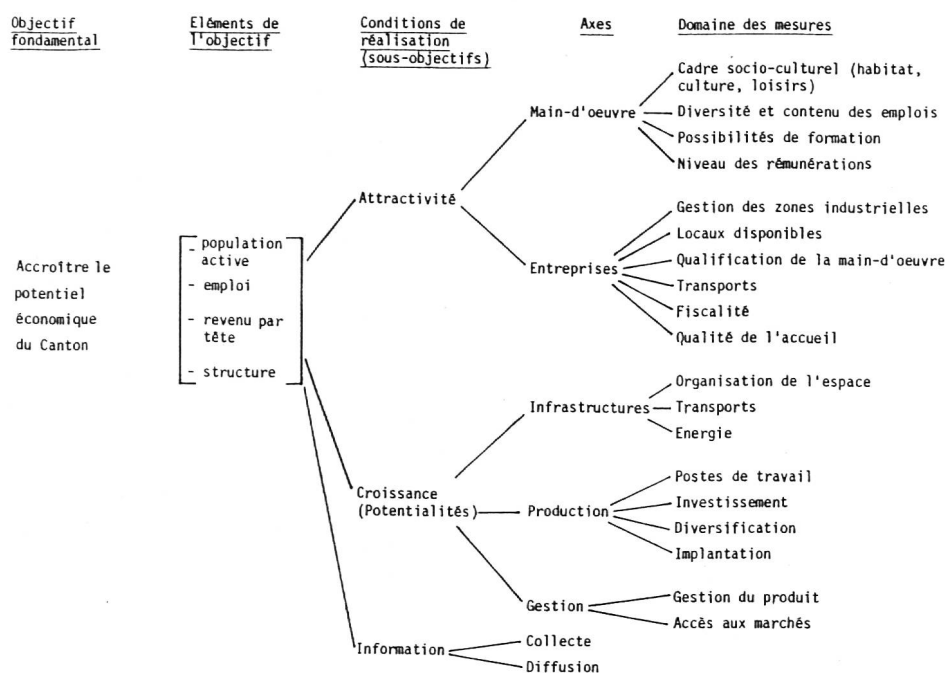 Objectif fondamental
Eléments de l'objectif
Conditions de réalisation (sous-objectifs)
Axes
Domaine des mesures
Accroître le
potentiel
économique
du Canton
- population
active
- emploi
- revenu par
tête
- structure
Attractivité
Main-d'oeuvre
Cadre socio-culturel (habitat,
culture, loisirs)
Diversité et contenu des emplois
Possibilités de formation
Niveau des rémunérations
Entreprises
Gestion des zones industrielles
Locaux disponibles
Qualification de la main-d'oeuvre
Transports
Fiscalité
Qualité de l'accueil
Croissance
(Potentialités)
Infrastructures
Organisation de l'espace
Transports
Energie
Production
Postes de travail
Investissement
Diversification
Implantation
Gestion
Gestion du produit
Accès aux marchés
Information
Collecte
Diffusion